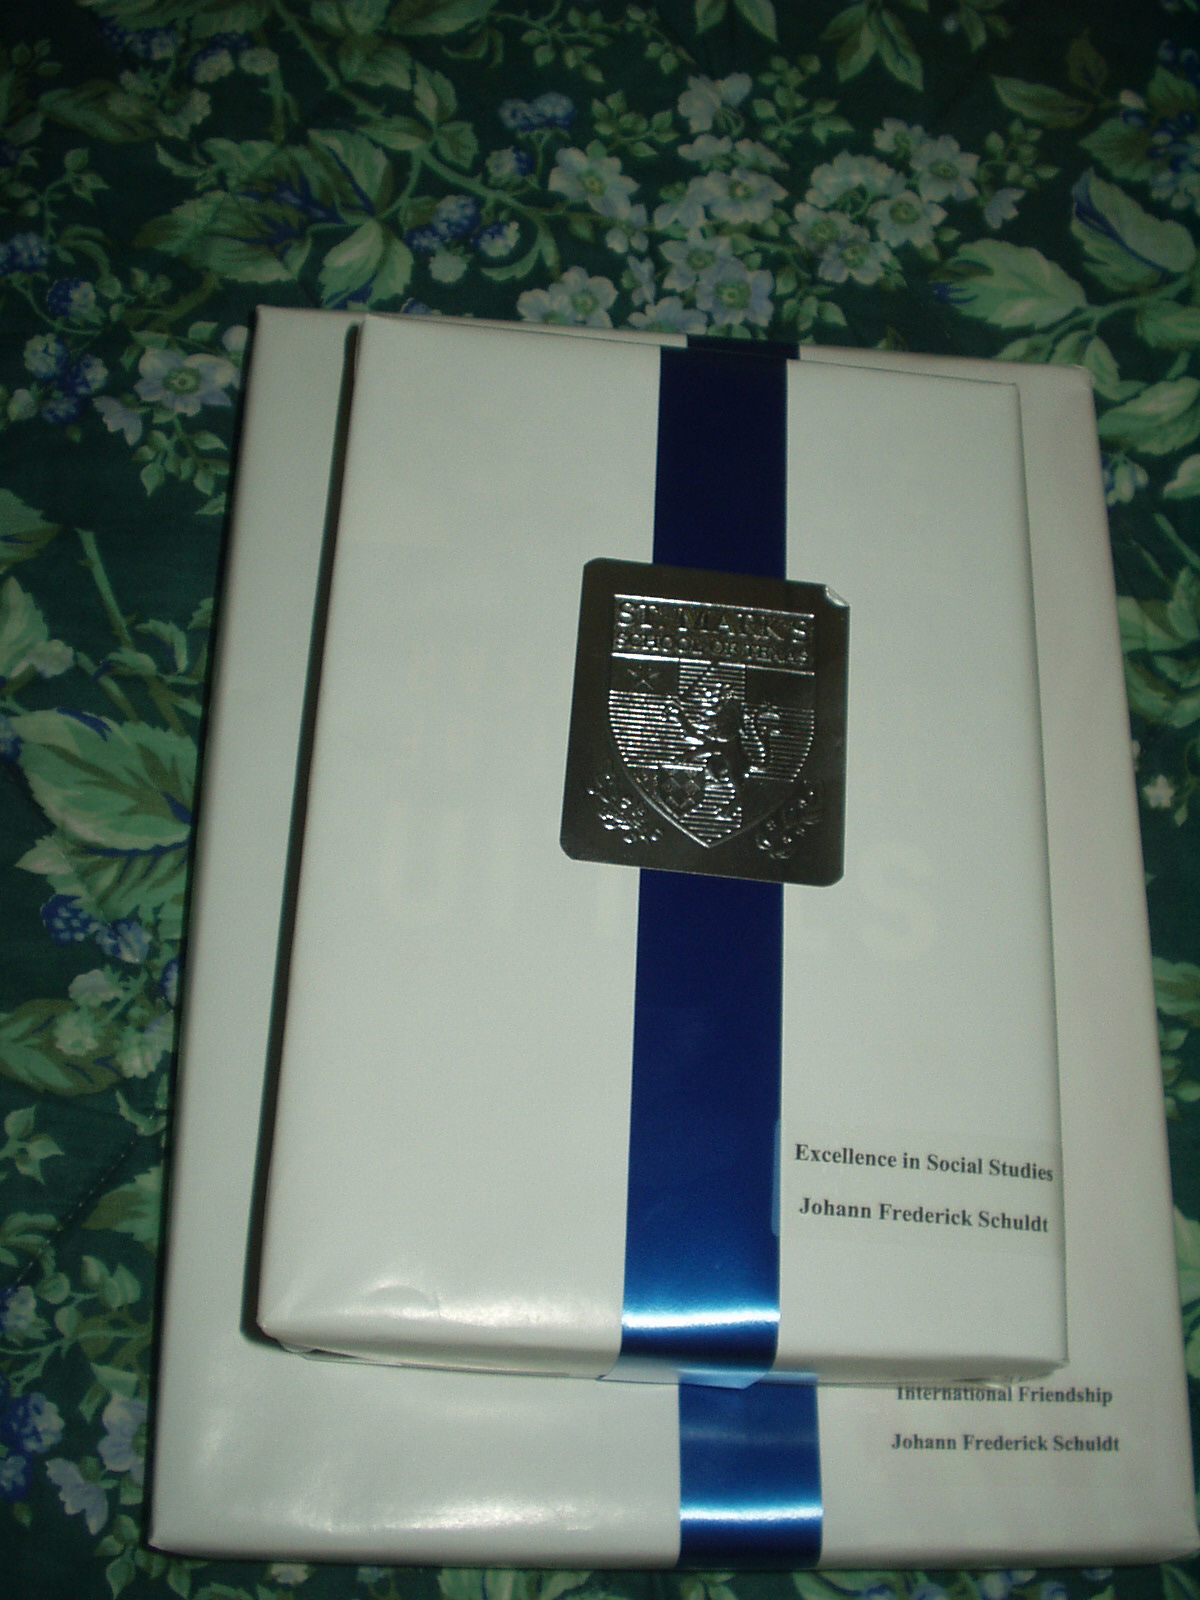 ST. MARK'S
SCHOOL OF TEXAS
Excellence in Social Studies
Johann Frederick Schuldt
International Friendship
Johann Frederick Schuldt